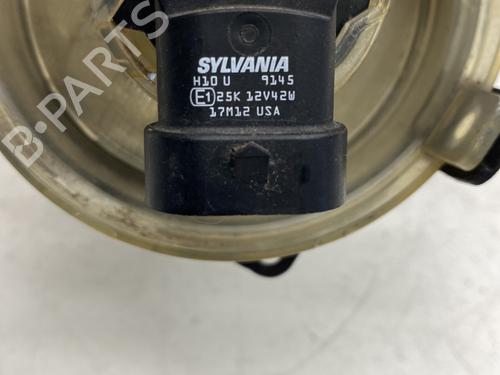 SYLVANIA
H10 U 9145
E1 25K 12V42W
17M12 USA
B-PARTS